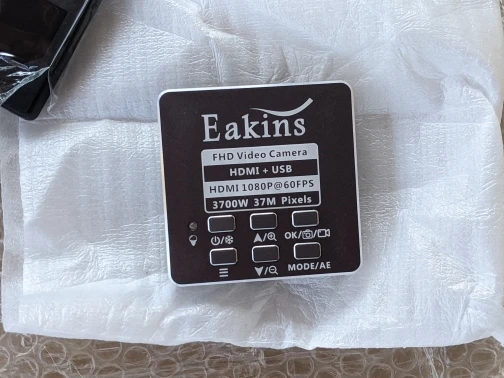 Eakins
FHD Video Camera
HDMI + USB
HDMI 1080P@60FPS
3700W 37M Pixels
OK/
MODE/AE